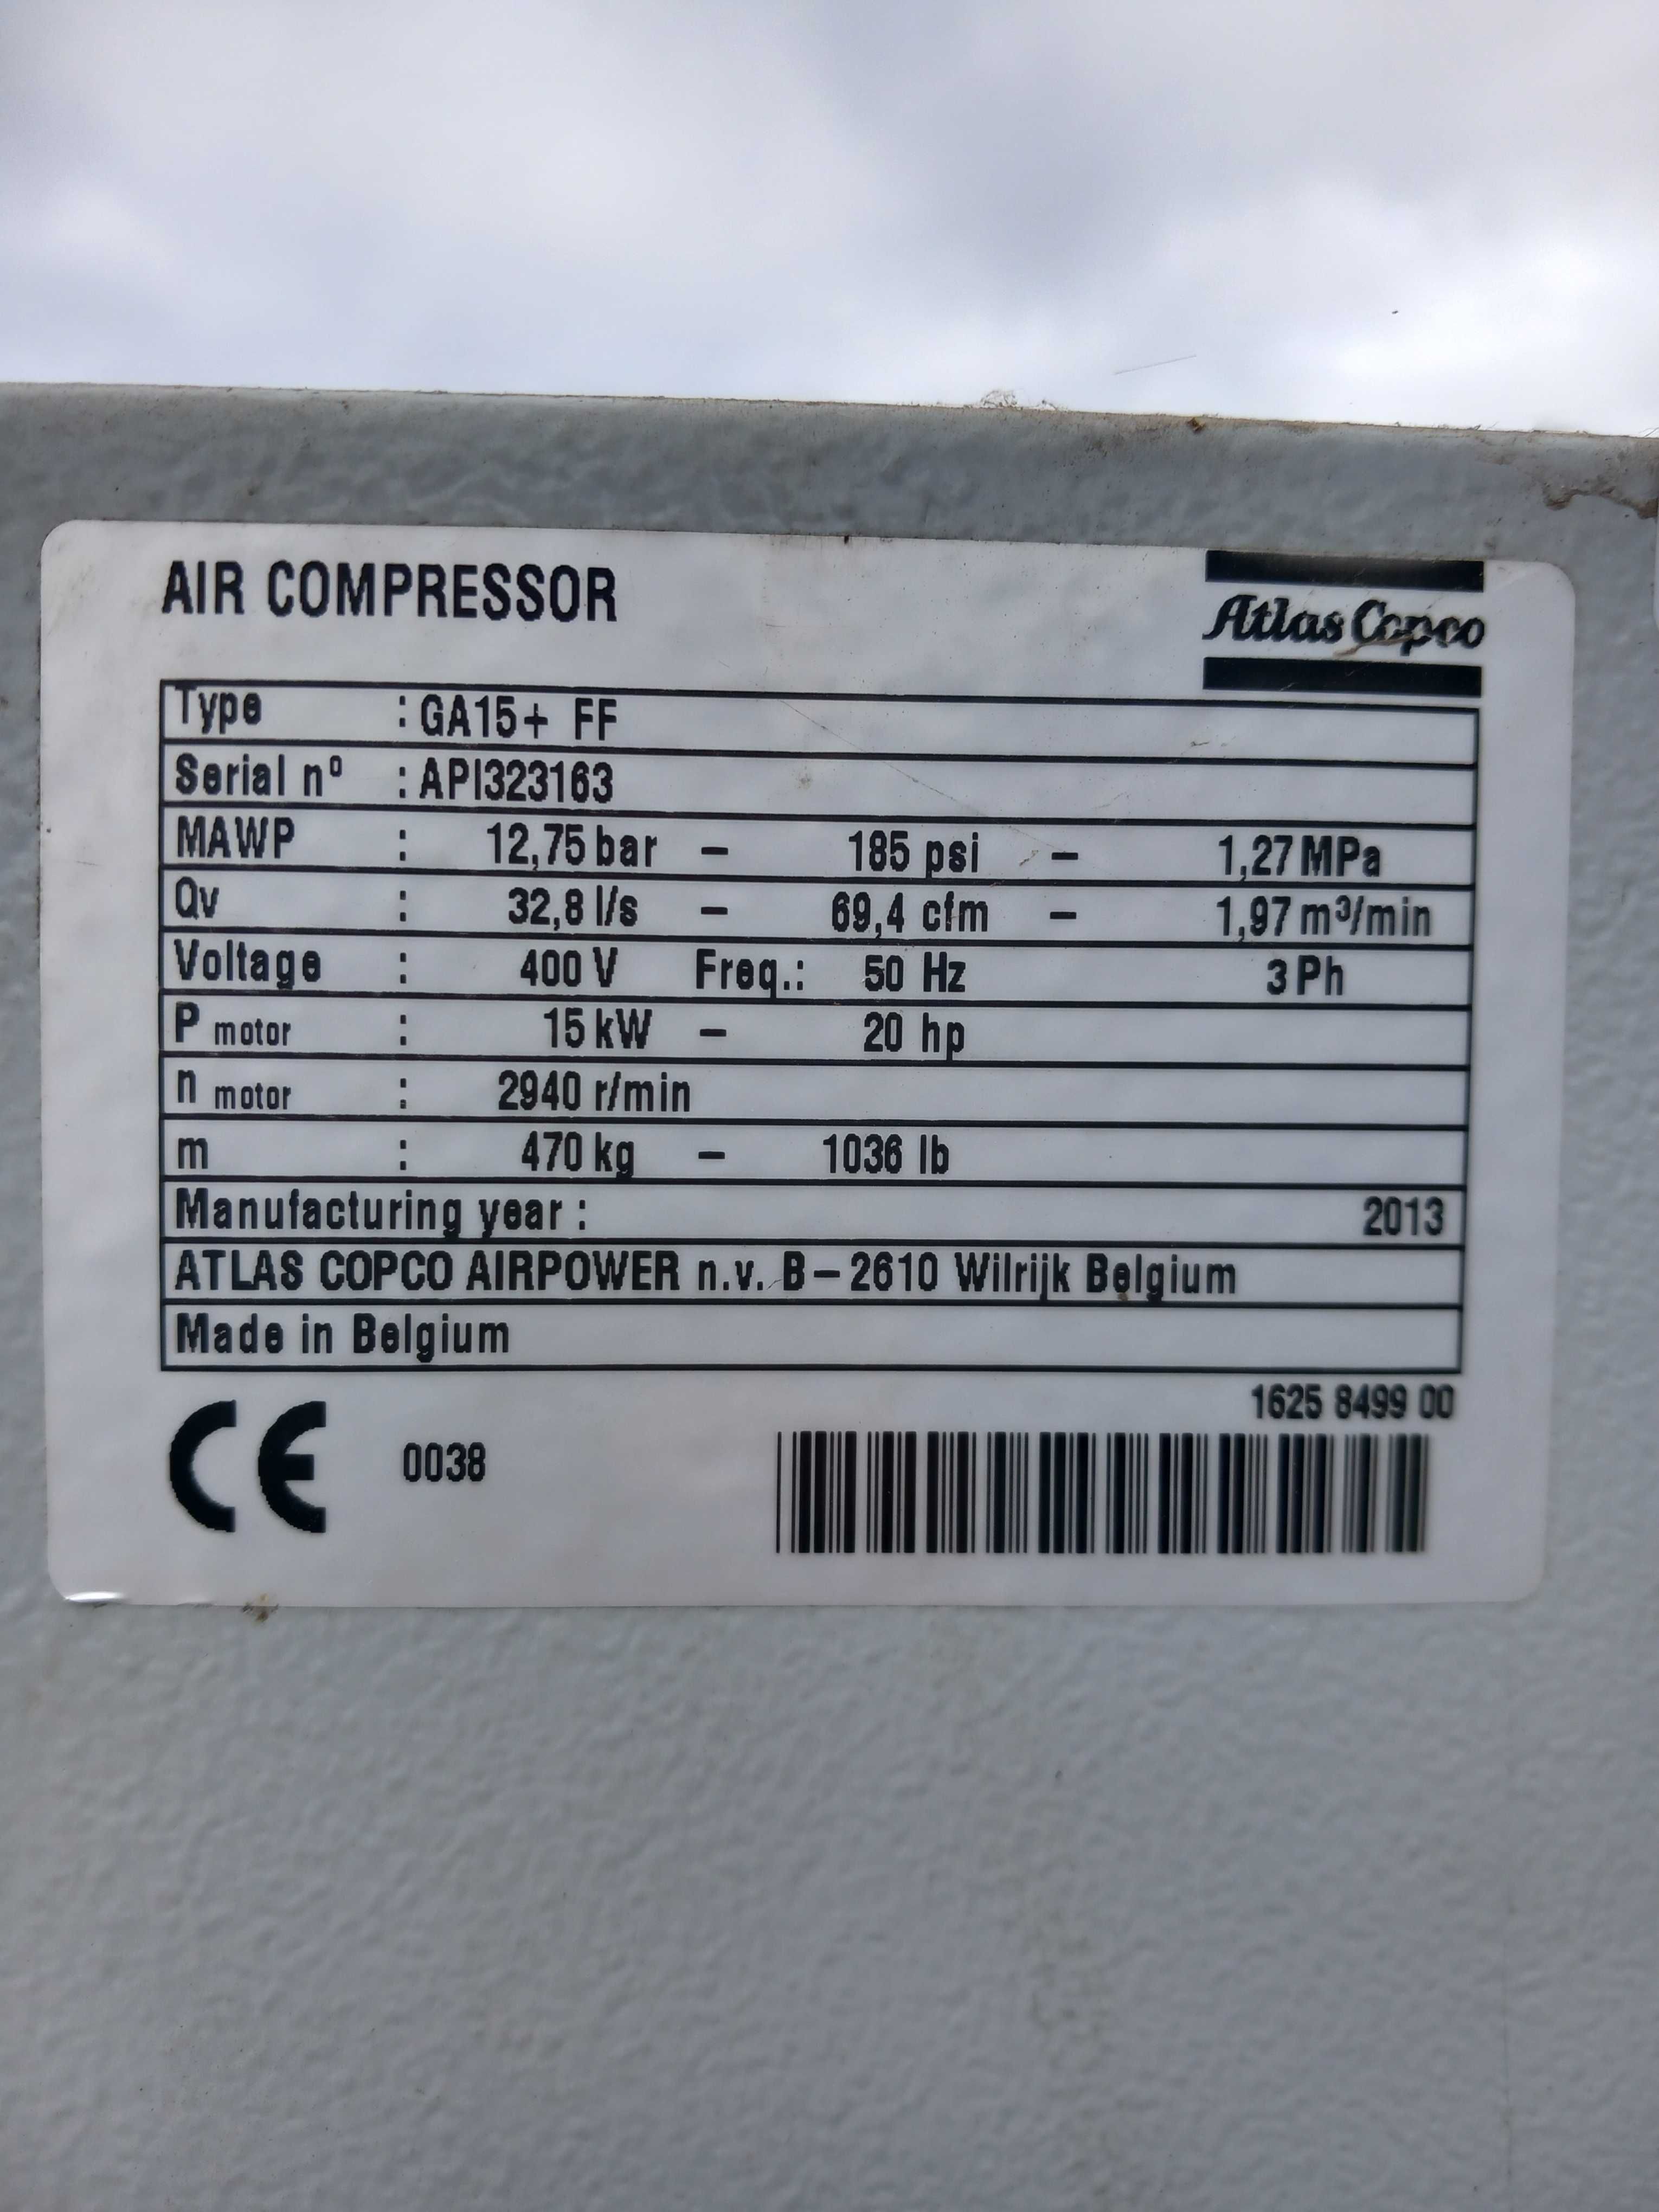 AIR COMPRESSOR
Atlas Copco
Type : GA15+ FF
Serial nº : API323163
MAWP : 12,75 bar – 185 psi – 1,27 MPa
Qv : 32,8 l/s – 69,4 cfm – 1,97 m³/min
Voltage : 400 V Freq.: 50 Hz 3 Ph
P motor : 15 kW – 20 hp
n motor : 2940 r/min
m : 470 kg – 1036 lb
Manufacturing year : 2013
ATLAS COPCO AIRPOWER n.v. B – 2610 Wilrijk Belgium
Made in Belgium
1625 8499 00
CE 0038